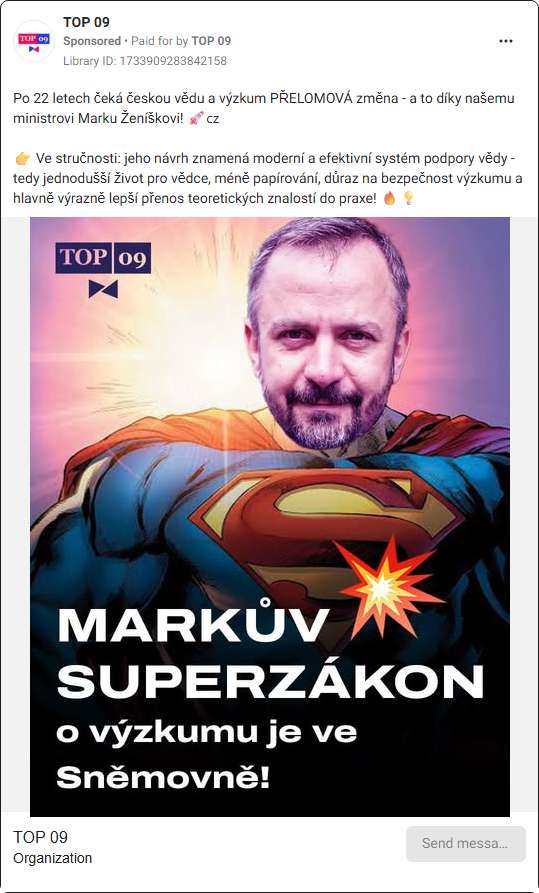 TOP 09
Sponsored • Paid for by TOP 09
Library ID: 1733909283842158
Po 22 letech čeká českou vědu a výzkum PŘELOMOVÁ změna - a to díky našemu
ministrovi Marku Ženíškovi! 🚀cz
👉 Ve stručnosti: jeho návrh znamená moderní a efektivní systém podpory vědy -
tedy jednodušší život pro vědce, méně papírování, důraz na bezpečnost výzkumu a
hlavně výrazně lepší přenos teoretických znalostí do praxe! 🔥💡
TOP 09
MARKŮV
SUPERZÁKON
o výzkumu je ve
Sněmovně!
TOP 09
Organization
Send messa...